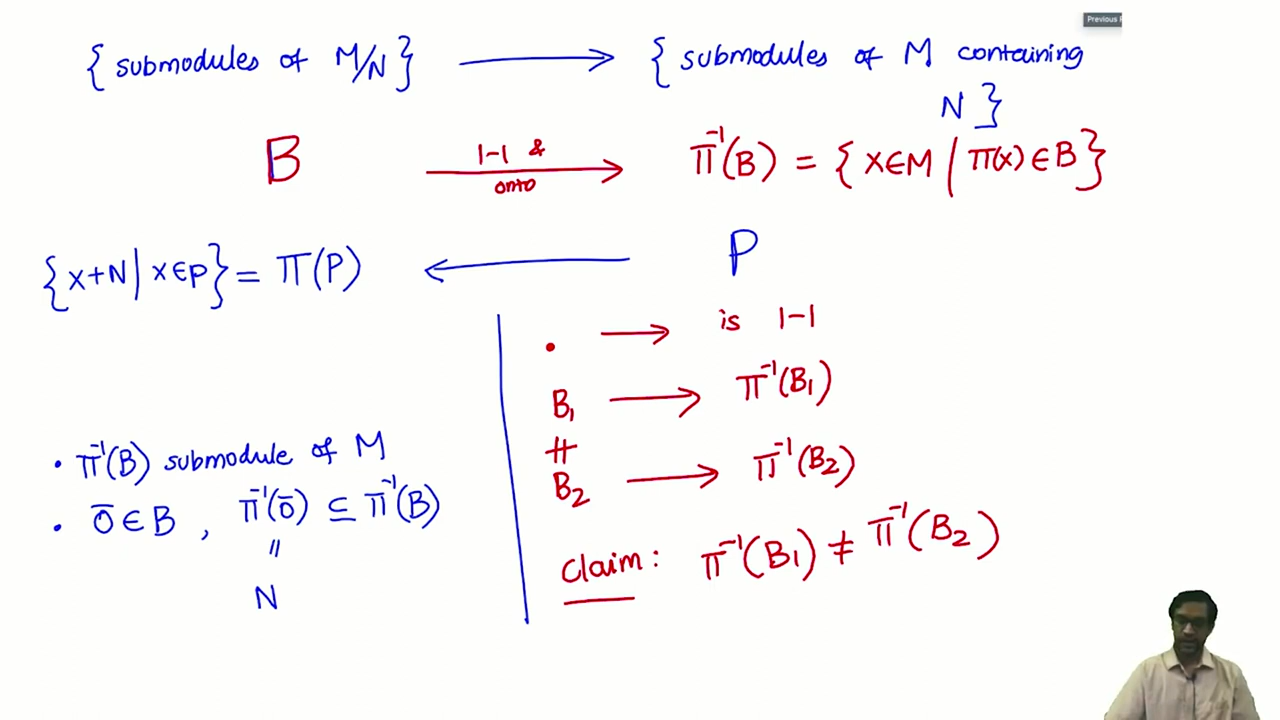 Previous
{submodules of M/N} ⟶ {submodules of M containing
N}
B 1-1 & onto ⟶ π⁻¹(B) = {x∈M | π(x)∈B}
{x+N | x∈P} = π(P) ⟵ P
• ⟶ is 1-1
B₁ ⟶ π⁻¹(B₁)
≠
B₂ ⟶ π⁻¹(B₂)
Claim: π⁻¹(B₁) ≠ π⁻¹(B₂)
• π⁻¹(B) submodule of M
• 0̄ ∈ B, π⁻¹(0̄) ⊆ π⁻¹(B)
=
N